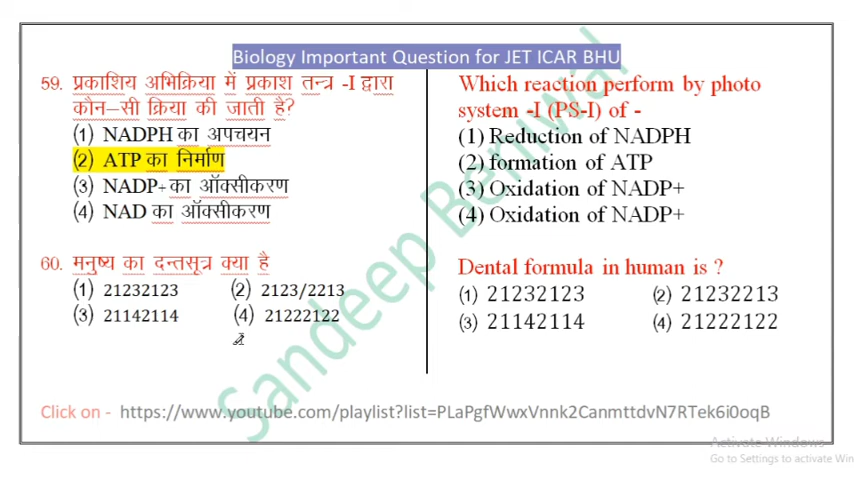 Biology Important Question for JET ICAR BHU
59. प्रकाशिय अभिक्रिया में प्रकाश तन्त्र -I द्वारा
कौन–सी क्रिया की जाती है?
(1) NADPH का अपचयन
(2) ATP का निर्माण
(3) NADP+ का ऑक्सीकरण
(4) NAD का ऑक्सीकरण
60. मनुष्य का दन्तसूत्र क्या है
(1) 21232123 (2) 2123/2213
(3) 21142114 (4) 21222122
Which reaction perform by photo
system -I (PS-I) of -
(1) Reduction of NADPH
(2) formation of ATP
(3) Oxidation of NADP+
(4) Oxidation of NADP+
Dental formula in human is ?
(1) 21232123 (2) 21232213
(3) 21142114 (4) 21222122
Sandeep Beniwal
Click on - https://www.youtube.com/playlist?list=PLaPgfWwxVnnk2CanmttdvN7RTek6i0oqB
Activate Windows
Go to Settings to activate Win